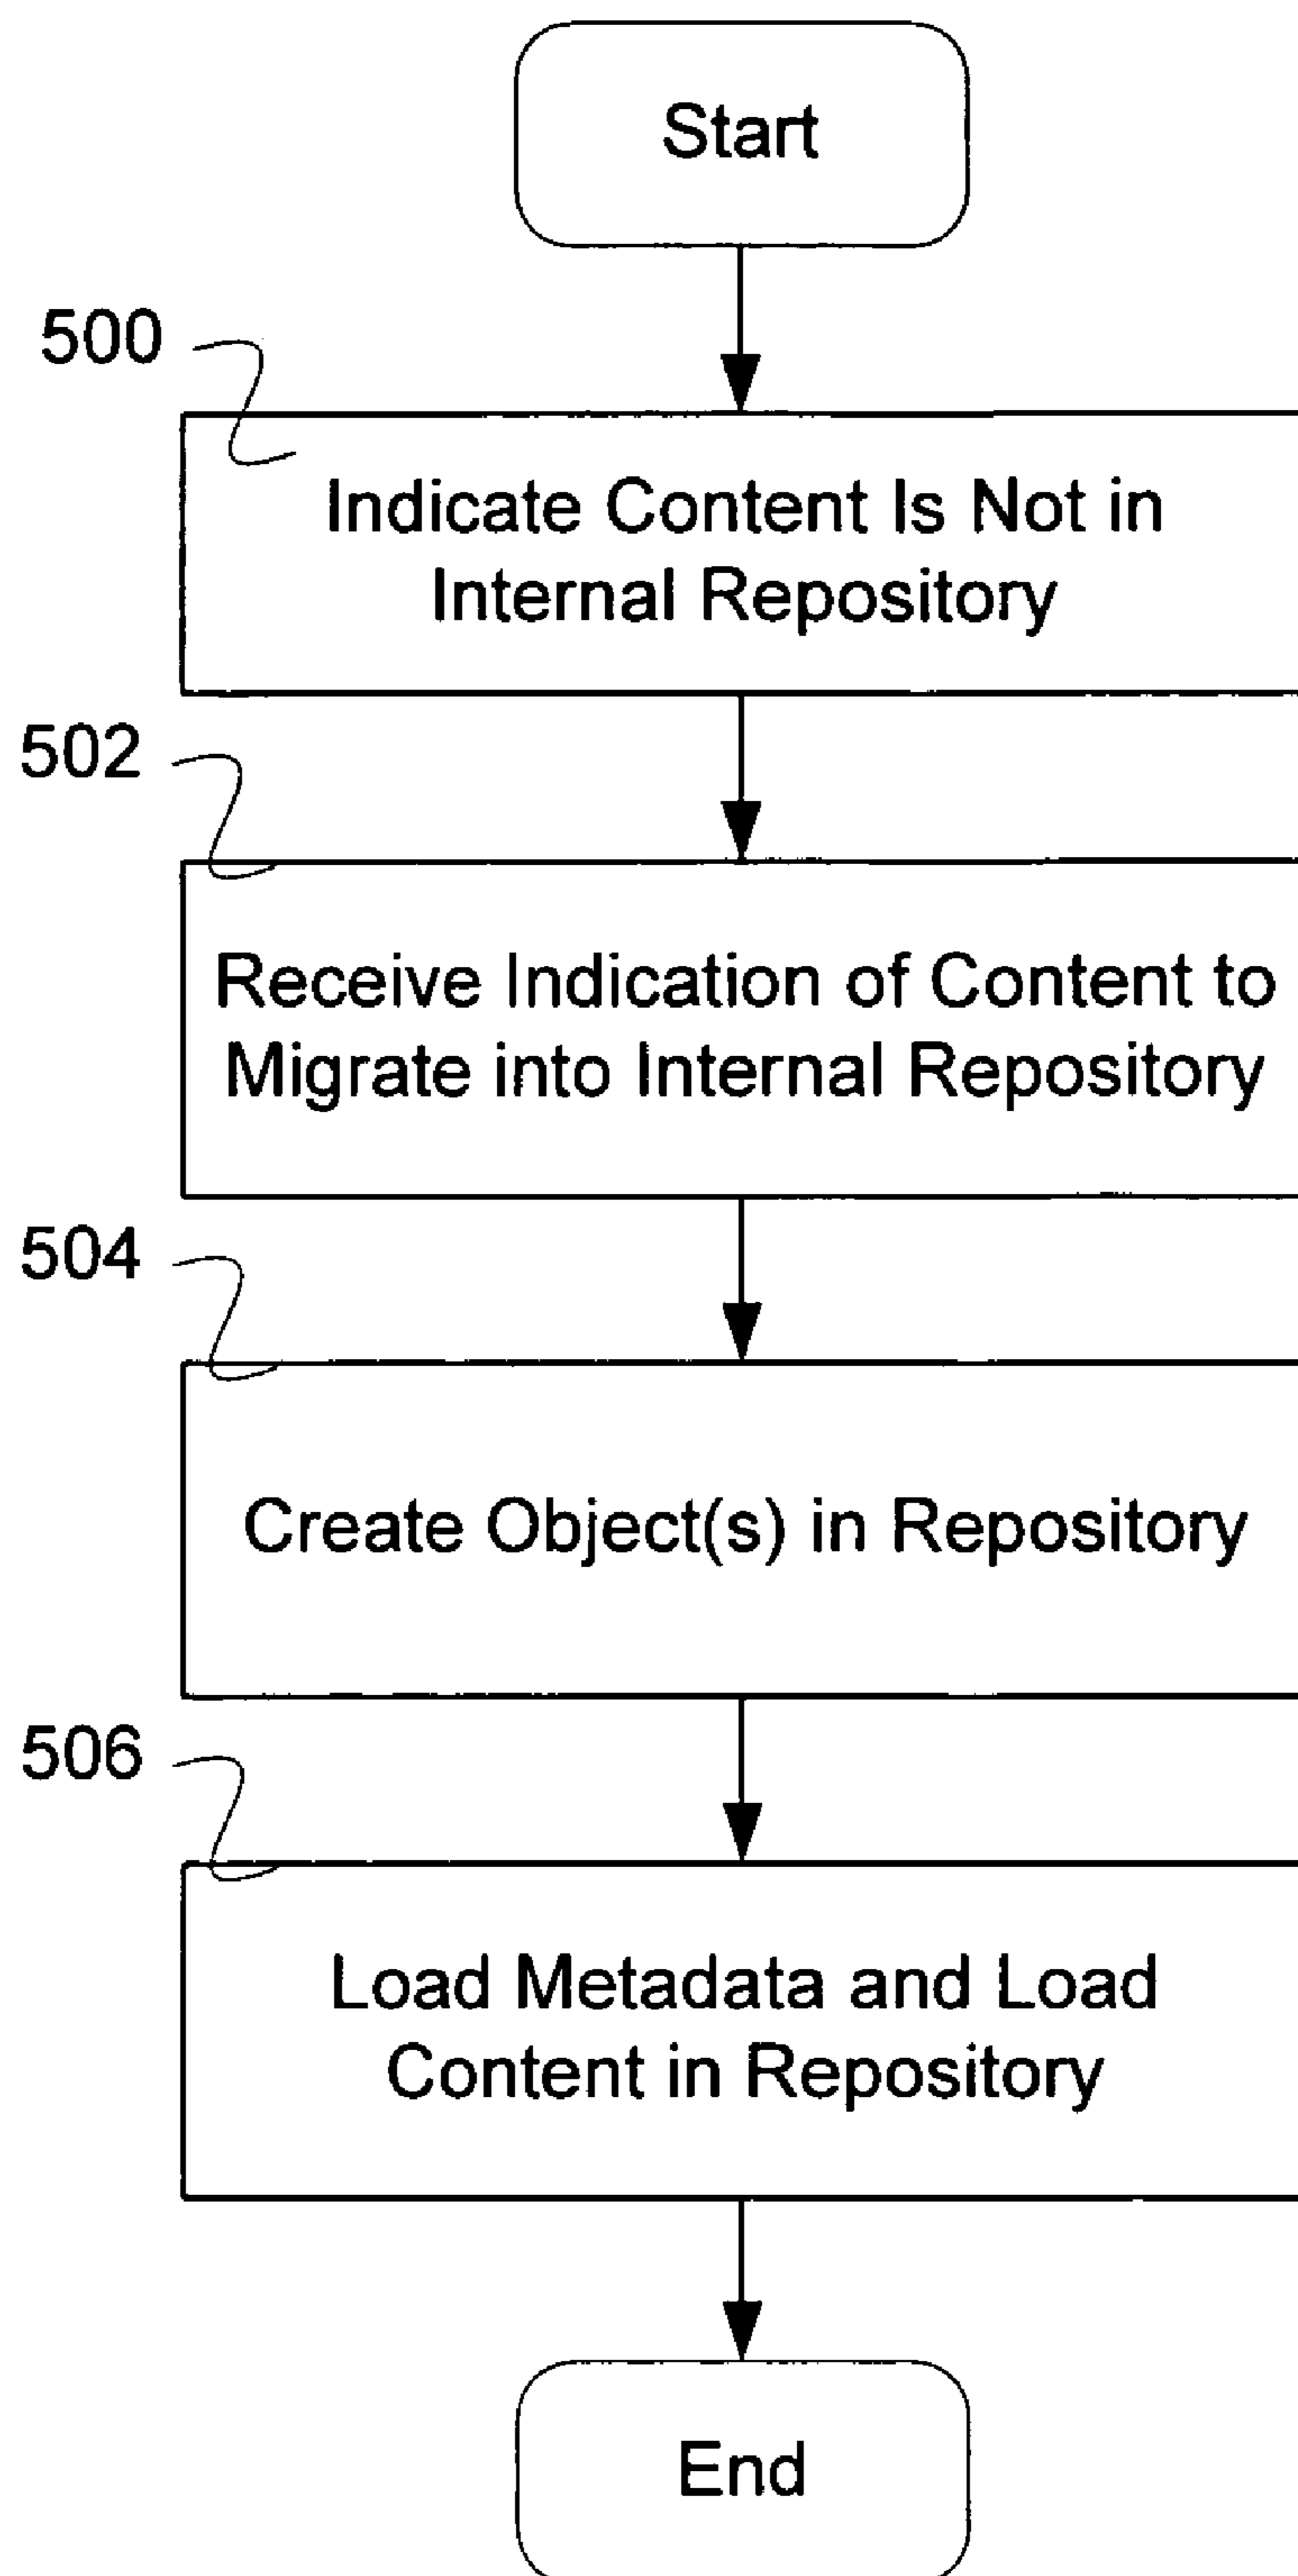 Start
500
Indicate Content Is Not in
Internal Repository
502
Receive Indication of Content to
Migrate into Internal Repository
504
Create Object(s) in Repository
506
Load Metadata and Load
Content in Repository
End